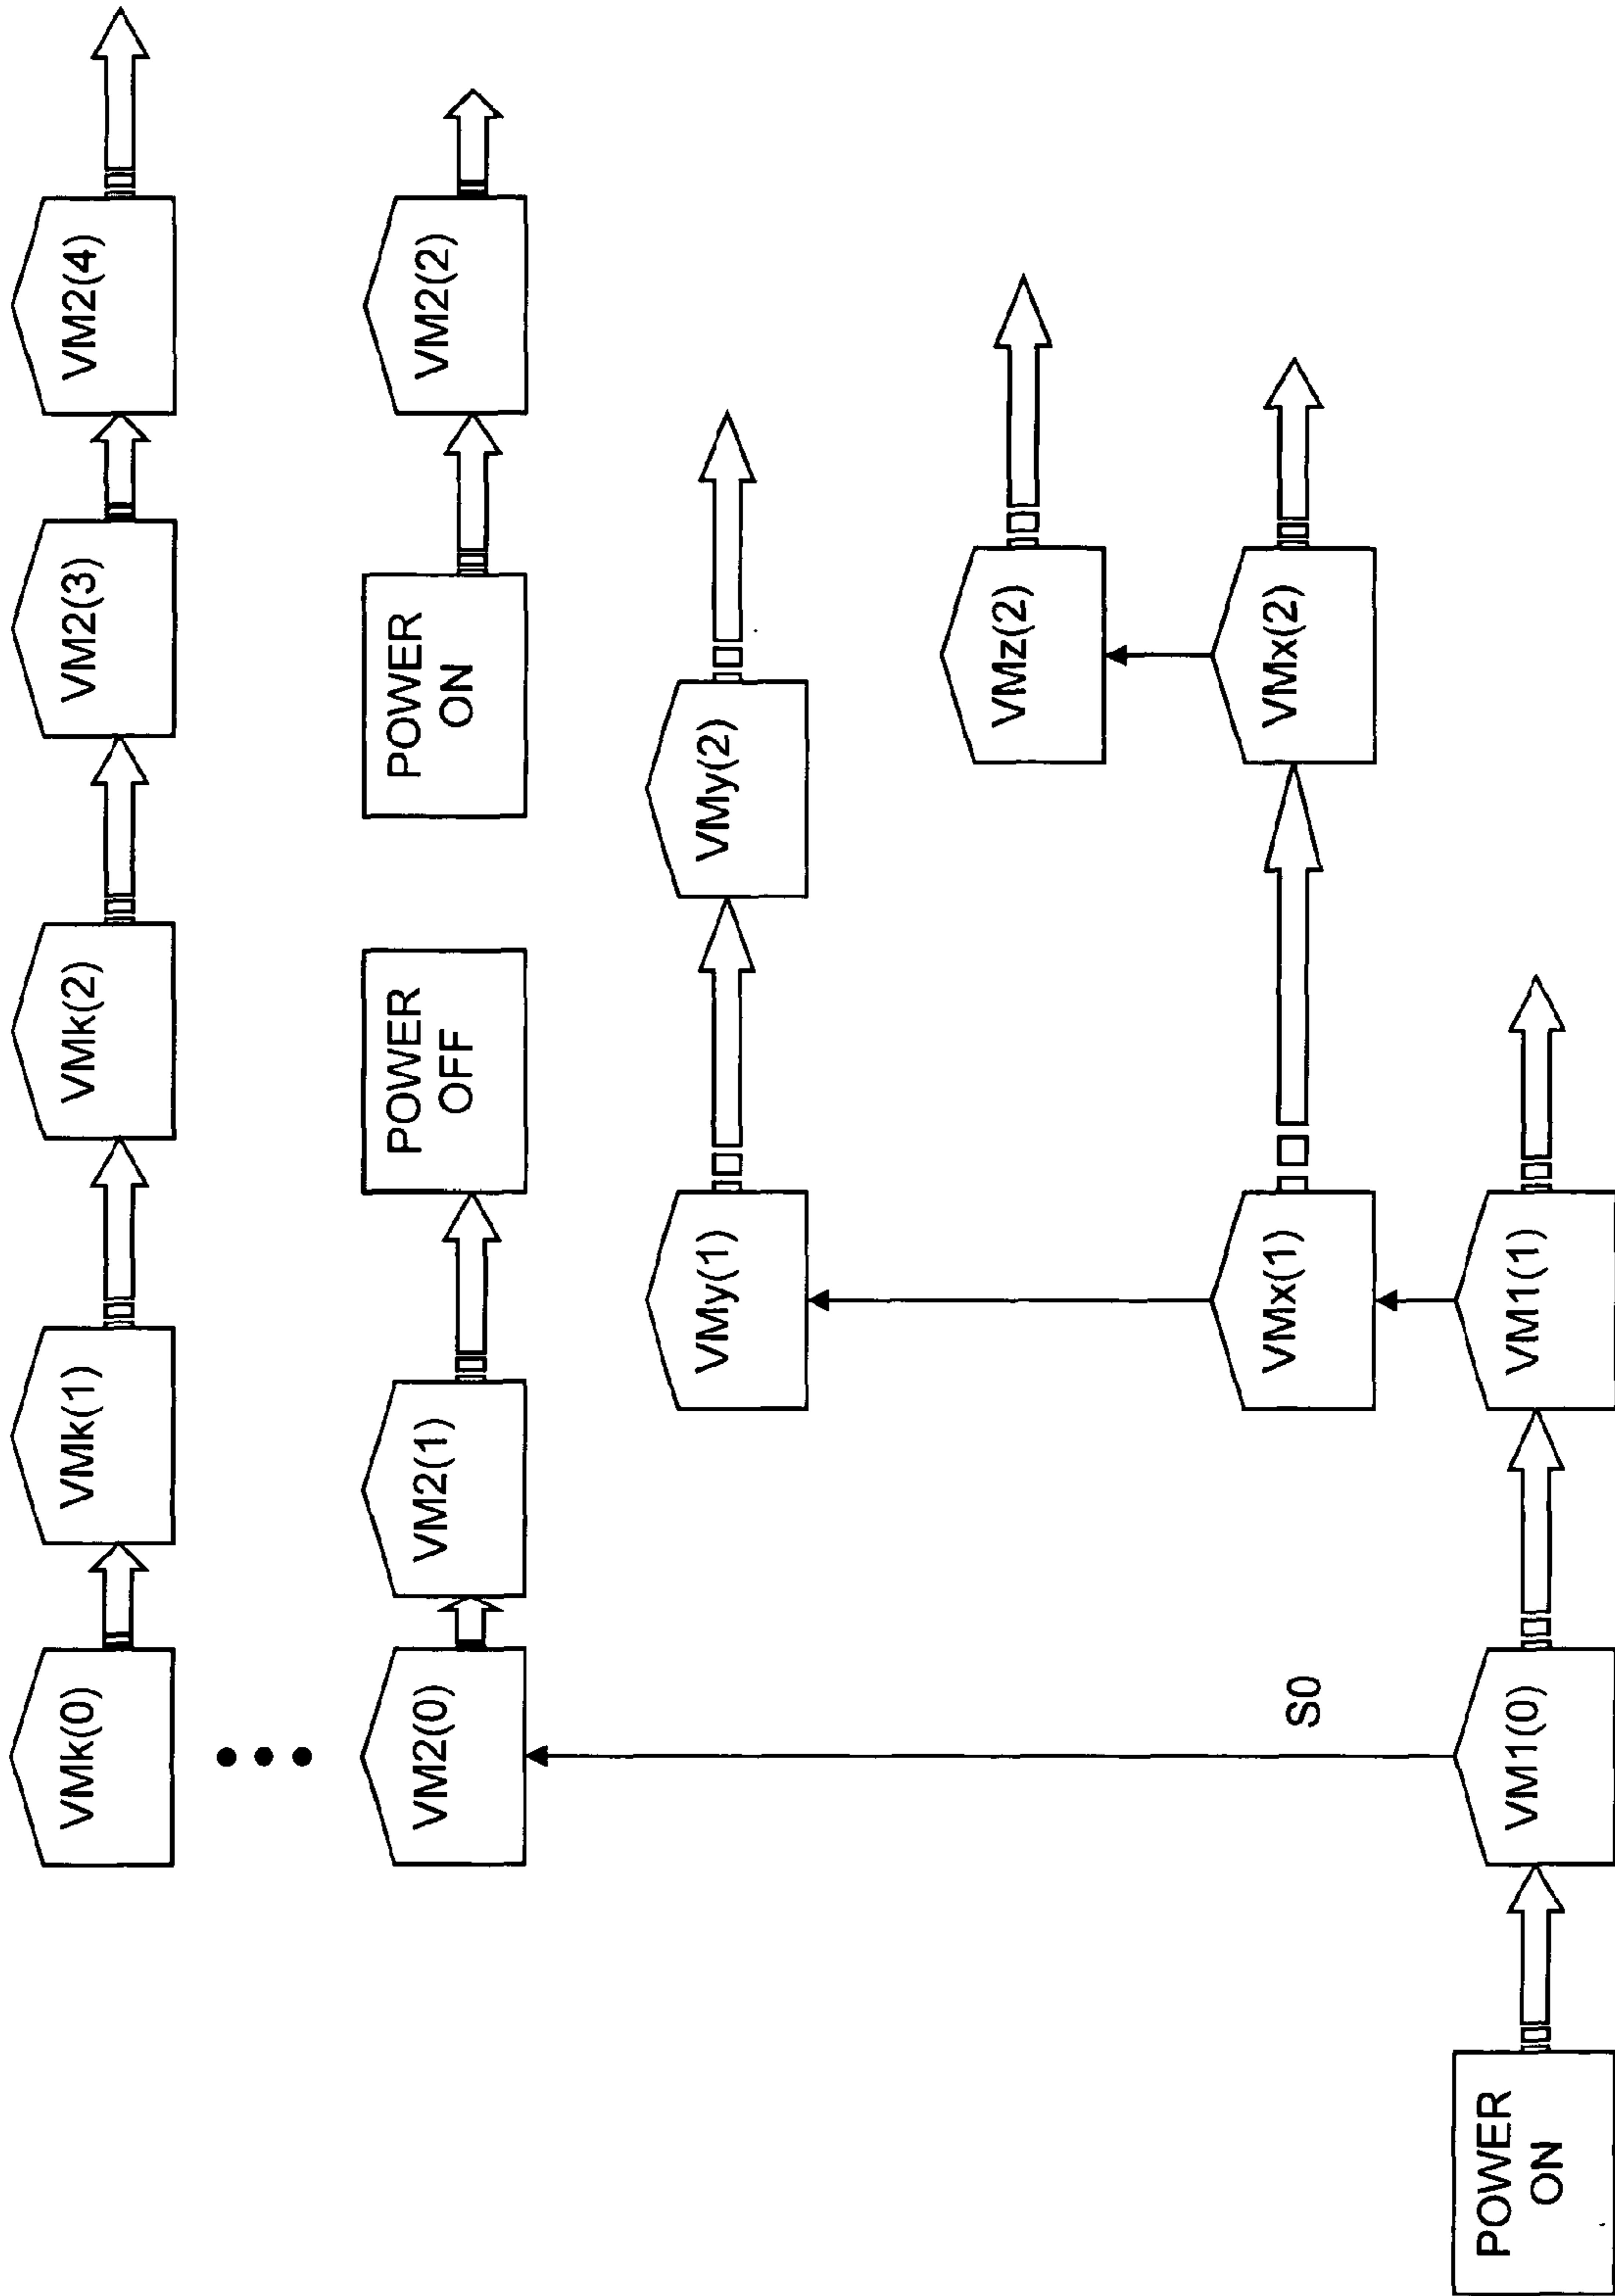 VMk(0)
VMk(1)
VMk(2)
VM2(3)
VM2(4)
VM2(0)
VM2(1)
POWER
OFF
POWER
ON
VM2(2)
VMy(1)
VMy(2)
VMz(2)
VMx(1)
VMx(2)
S0
POWER
ON
VM1(0)
VM1(1)